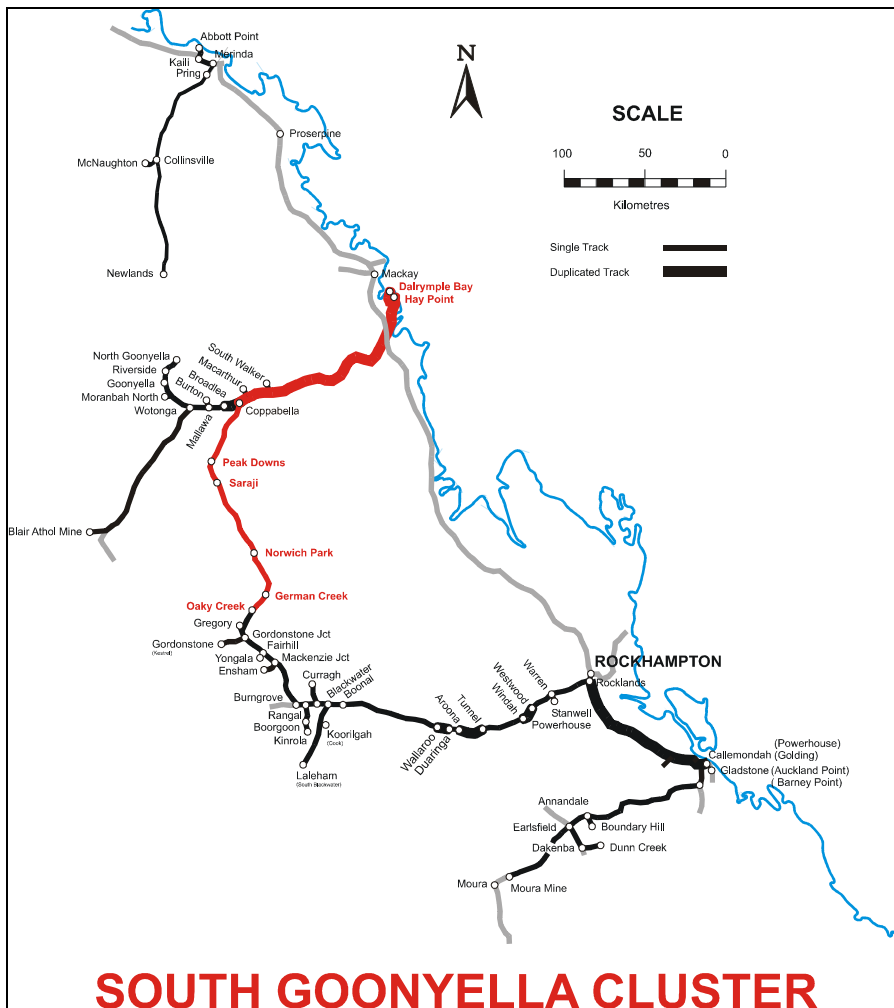 Abbott Point
Kaili
Merinda
Pring
N
SCALE
100
50
0
Kilometres
Proserpine
McNaughton
Collinsville
Single Track
Duplicated Track
Newlands
Mackay
Dalrymple Bay
Hay Point
North Goonyella
Riverside
Goonyella
Moranbah North
Wotonga
Burton
Mallawa
Broadlea
Macarthur
South Walker
Coppabella
Peak Downs
Saraji
Blair Athol Mine
Norwich Park
German Creek
Oaky Creek
Gregory
Gordonstone Jct
Gordonstone
(Kestrel)
Fairhill
Yongala
Mackenzie Jct
Ensham
Curragh
Burngrove
Rangal
Boorgoon
Kinrola
Blackwater
Boonal
Koorilgah
(Cook)
Laleham
(South Blackwater)
Wallaroo
Duaringa
Aroona
Tunnel
Windah
Westwood
Warren
Stanwell
Powerhouse
ROCKHAMPTON
Rocklands
Callemondah (Powerhouse)
(Golding)
Gladstone (Auckland Point)
( Barney Point)
Annandale
Earlsfield
Boundary Hill
Dakenba
Dunn Creek
Moura
Moura Mine
SOUTH GOONYELLA CLUSTER